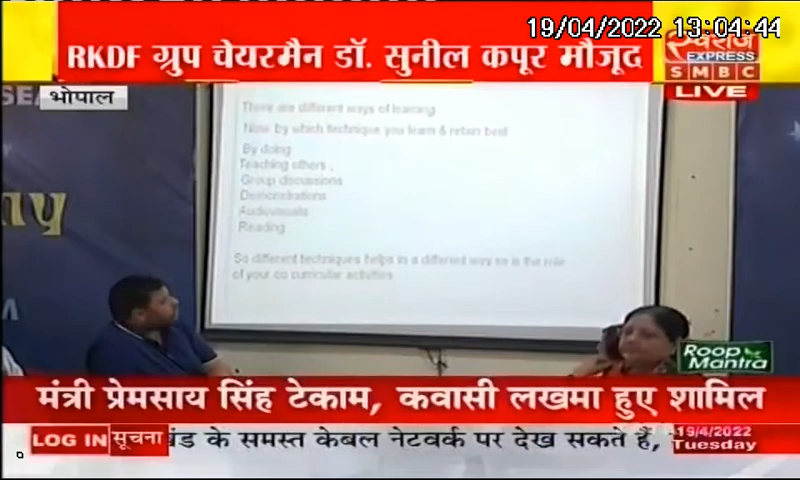 19/04/2022 13:04:44
RKDF ग्रुप चेयरमैन डॉ. सुनील कपूर मौजूद
स्वराज
EXPRESS
SMBC
LIVE
भोपाल
SEA
my
There are different ways of learning
Now by which technique you learn & retain best
By doing
Teaching others ,
Group discussions
Demonstrations
Audiovisuals
Reading
So different techniques helps in a different way so is the role
of your co curricular activities
M
Roop
Mantra
मंत्री प्रेमसाय सिंह टेकाम, कवासी लखमा हुए शामिल
LOG IN सूचना
खंड के समस्त केबल नेटवर्क पर देख सकते हैं,
19/4/2022
Tuesday